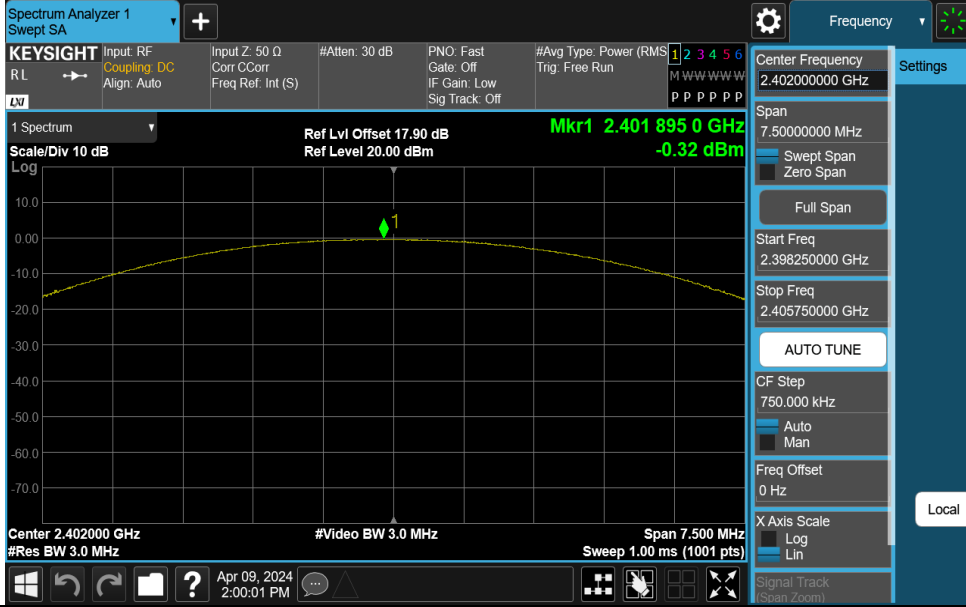 Spectrum Analyzer 1
Swept SA
+
Frequency
KEYSIGHT
R L
LXI
Input: RF
Coupling: DC
Align: Auto
Input Z: 50 Ω
Corr CCorr
Freq Ref: Int (S)
#Atten: 30 dB
PNO: Fast
Gate: Off
IF Gain: Low
Sig Track: Off
#Avg Type: Power (RMS
Trig: Free Run
1 2 3 4 5 6
M W W W W W
P P P P P P
Center Frequency
2.402000000 GHz
Settings
Span
7.50000000 MHz
Swept Span
Zero Span
Full Span
Start Freq
2.398250000 GHz
Stop Freq
2.405750000 GHz
AUTO TUNE
CF Step
750.000 kHz
Auto
Man
Freq Offset
0 Hz
X Axis Scale
Log
Lin
Signal Track
(Span Zoom)
Local
1 Spectrum
Scale/Div 10 dB
Log
Ref Lvl Offset 17.90 dB
Ref Level 20.00 dBm
Mkr1 2.401 895 0 GHz
-0.32 dBm
10.0
0.00
-10.0
-20.0
-30.0
-40.0
-50.0
-60.0
-70.0
1
Center 2.402000 GHz
#Res BW 3.0 MHz
#Video BW 3.0 MHz
Span 7.500 MHz
Sweep 1.00 ms (1001 pts)
?
Apr 09, 2024
2:00:01 PM